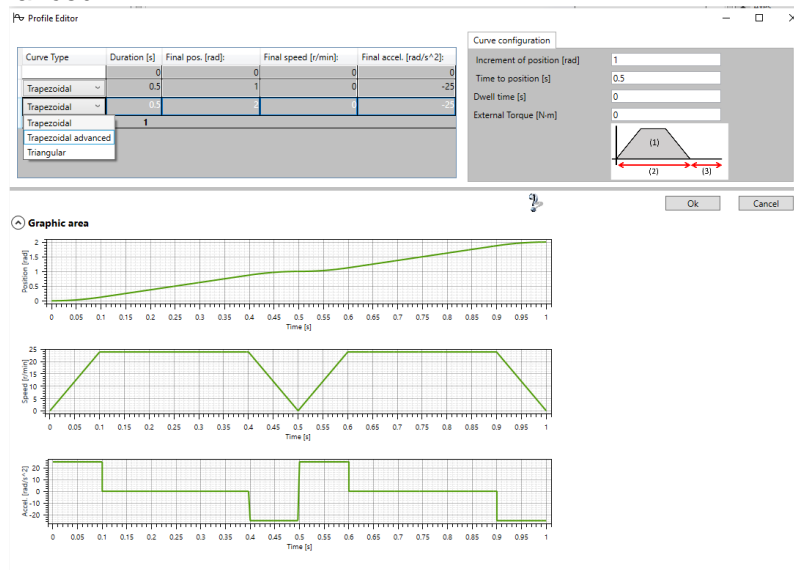 Profile Editor
Curve Type Duration [s] Final pos. [rad]: Final speed [r/min]: Final accel. [rad/s^2]:
0 0 0 0
Trapezoidal 0.5 1 0 -25
Trapezoidal 0.5 2 0 -25
Trapezoidal 1
Trapezoidal advanced
Triangular
Curve configuration
Increment of position [rad] 1
Time to position [s] 0.5
Dwell time [s] 0
External Torque [N·m] 0
(1)
(2) (3)
Ok Cancel
Graphic area
Position [rad]
2
1.5
1
0.5
0
0 0.05 0.1 0.15 0.2 0.25 0.3 0.35 0.4 0.45 0.5 0.55 0.6 0.65 0.7 0.75 0.8 0.85 0.9 0.95 1
Time [s]
Speed [r/min]
25
20
15
10
5
0
0 0.05 0.1 0.15 0.2 0.25 0.3 0.35 0.4 0.45 0.5 0.55 0.6 0.65 0.7 0.75 0.8 0.85 0.9 0.95 1
Time [s]
Accel. [rad/s^2]
20
10
0
-10
-20
0 0.05 0.1 0.15 0.2 0.25 0.3 0.35 0.4 0.45 0.5 0.55 0.6 0.65 0.7 0.75 0.8 0.85 0.9 0.95 1
Time [s]